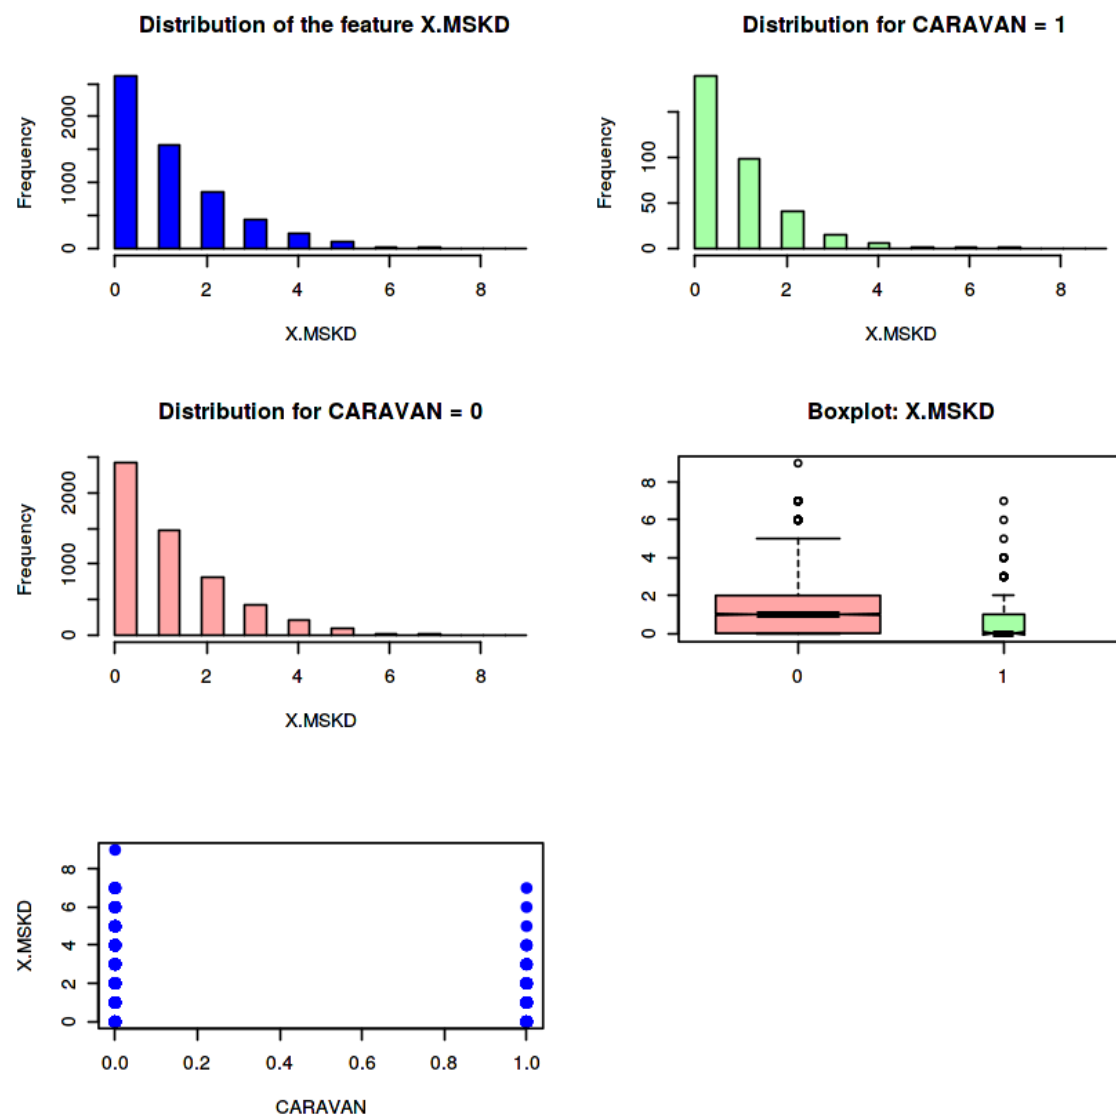 Distribution of the feature X.MSKD
Frequency
0 1000 2000
0 2 4 6 8
X.MSKD
Distribution for CARAVAN = 1
Frequency
0 50 100
0 2 4 6 8
X.MSKD
Distribution for CARAVAN = 0
Frequency
0 1000 2000
0 2 4 6 8
X.MSKD
Boxplot: X.MSKD
0 2 4 6 8
0 1
X.MSKD
0 2 4 6 8
0.0 0.2 0.4 0.6 0.8 1.0
CARAVAN